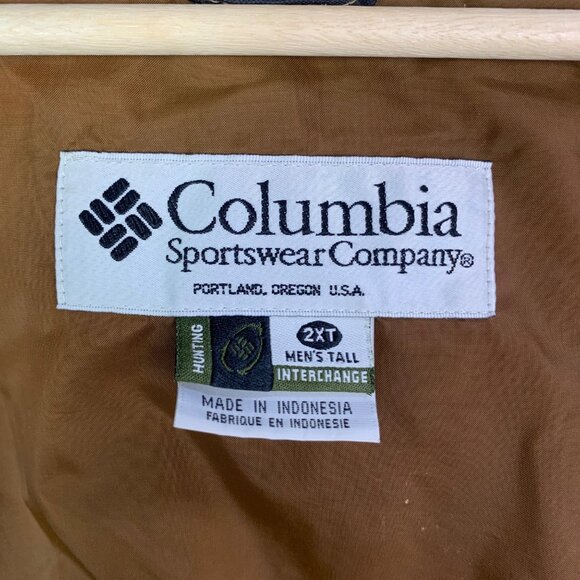 Columbia
Sportswear Company®
PORTLAND, OREGON U.S.A.
HUNTING
2XT
MEN'S TALL
INTERCHANGE
MADE IN INDONESIA
FABRIQUE EN INDONESIE